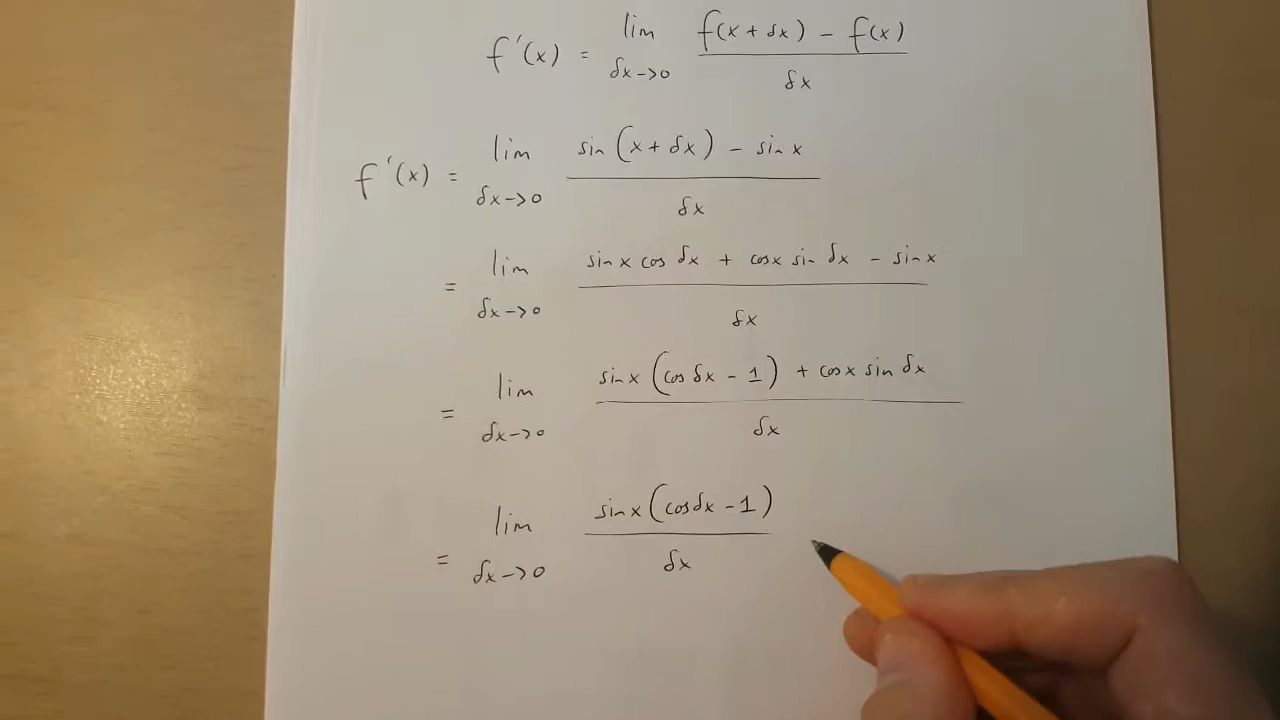 f'(x) = lim δx->0 f(x + δx) - f(x) / δx
f'(x) = lim δx->0 sin (x + δx) - sin x / δx
= lim δx->0 sin x cos δx + cos x sin δx - sin x / δx
= lim δx->0 sin x (cos δx - 1) + cos x sin δx / δx
= lim δx->0 sin x (cos δx - 1) / δx